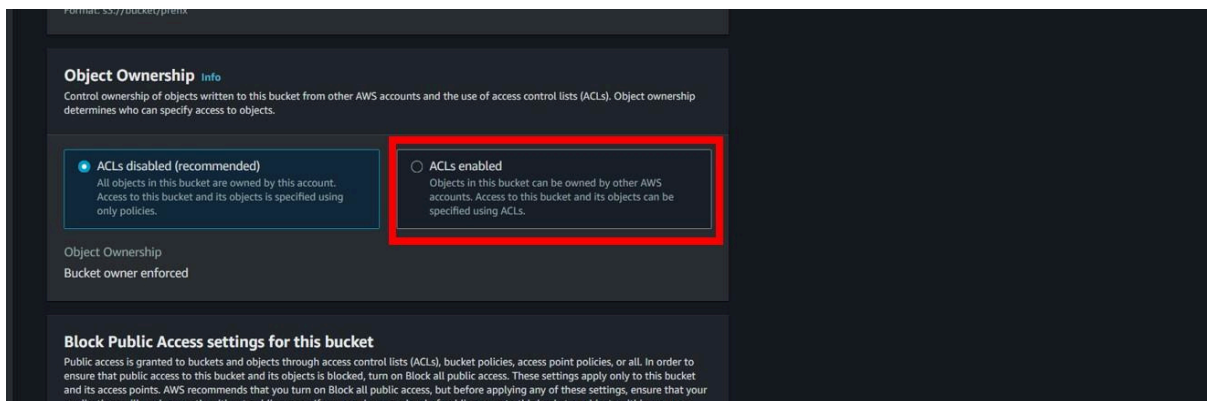 Format: s3://bucket/prefix
Object Ownership Info
Control ownership of objects written to this bucket from other AWS accounts and the use of access control lists (ACLs). Object ownership
determines who can specify access to objects.
ACLs disabled (recommended)
All objects in this bucket are owned by this account.
Access to this bucket and its objects is specified using
only policies.
ACLs enabled
Objects in this bucket can be owned by other AWS
accounts. Access to this bucket and its objects can be
specified using ACLs.
Object Ownership
Bucket owner enforced
Block Public Access settings for this bucket
Public access is granted to buckets and objects through access control lists (ACLs), bucket policies, access point policies, or all. In order to
ensure that public access to this bucket and its objects is blocked, turn on Block all public access. These settings apply only to this bucket
and its access points. AWS recommends that you turn on Block all public access, but before applying any of these settings, ensure that your